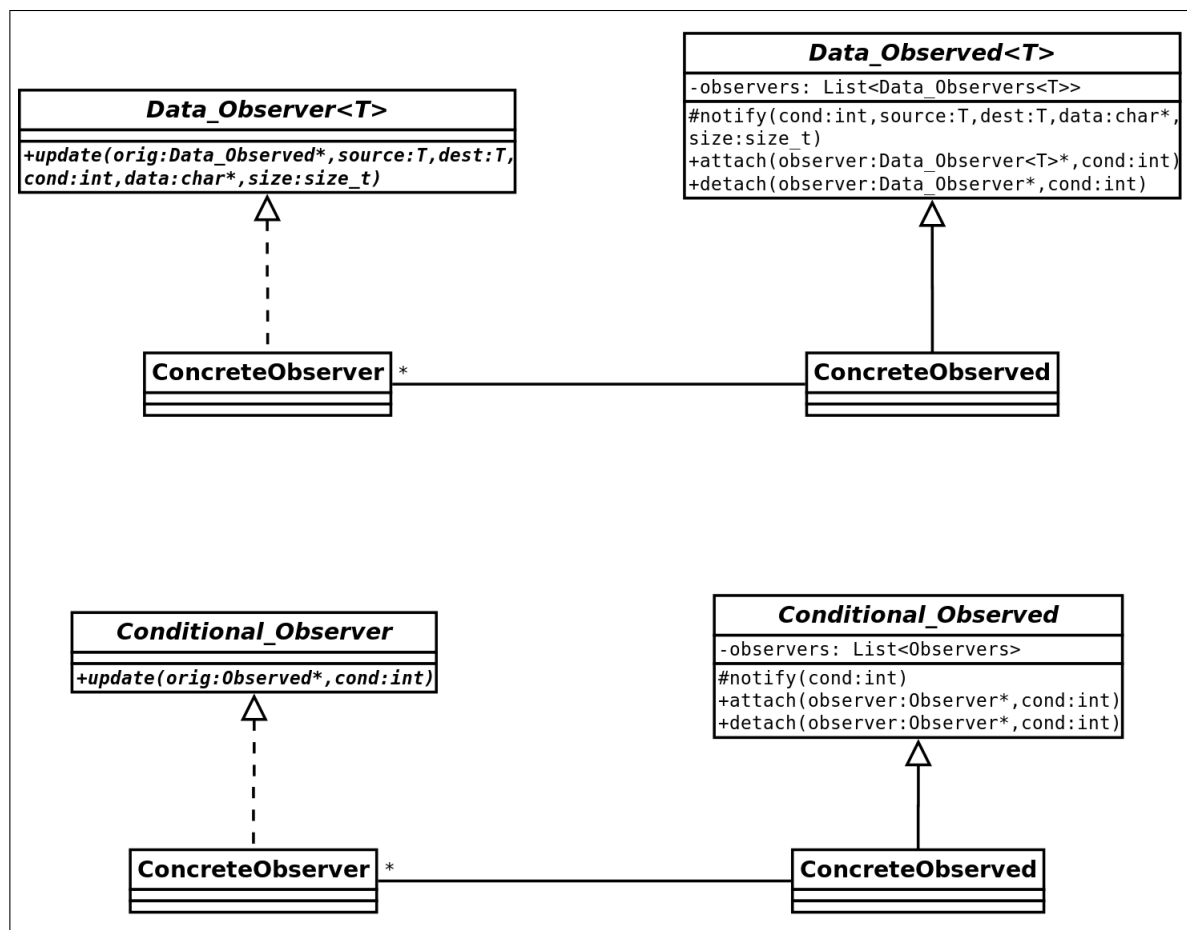 Data_Observer<T>
+update(orig:Data_Observed*,source:T,dest:T,
cond:int,data:char*,size:size_t)
Data_Observed<T>
-observers: List<Data_Observers<T>>
#notify(cond:int,source:T,dest:T,data:char*,
size:size_t)
+attach(observer:Data_Observer<T>*,cond:int)
+detach(observer:Data_Observer*,cond:int)
ConcreteObserver
*
ConcreteObserved
Conditional_Observer
+update(orig:Observed*,cond:int)
Conditional_Observed
-observers: List<Observers>
#notify(cond:int)
+attach(observer:Observer*,cond:int)
+detach(observer:Observer*,cond:int)
ConcreteObserver
*
ConcreteObserved